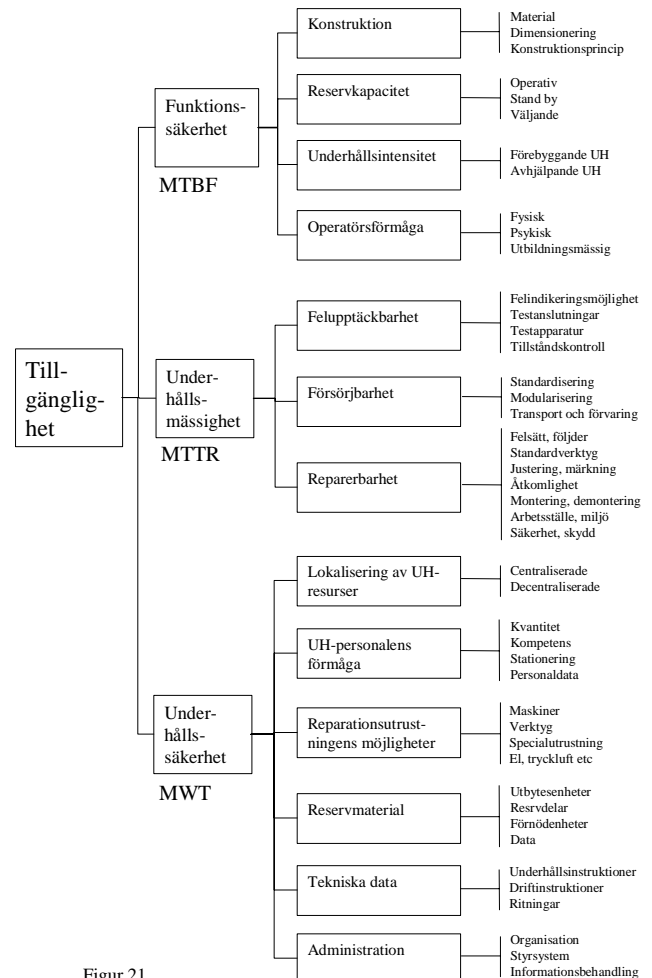 Konstruktion
Material
Dimensionering
Konstruktionsprincip
Funktions-
säkerhet
MTBF
Reservkapacitet
Operativ
Stand by
Väljande
Underhållsintensitet
Förebyggande UH
Avhjälpande UH
Operatörsförmåga
Fysisk
Psykisk
Utbildningsmässig
Till-
gänglig-
het
Under-
hålls-
mässighet
MTTR
Felupptäckbarhet
Felindikeringsmöjlighet
Testanslutningar
Testapparatur
Tillståndskontroll
Försörjbarhet
Standardisering
Modularisering
Transport och förvaring
Reparerbarhet
Felsätt, följder
Standardverktyg
Justering, märkning
Åtkomlighet
Montering, demontering
Arbetsställe, miljö
Säkerhet, skydd
Under-
hålls-
säkerhet
MWT
Lokalisering av UH-
resurser
Centraliserade
Decentraliserade
UH-personalens
förmåga
Kvantitet
Kompetens
Stationering
Personaldata
Reparationsutrust-
ningens möjligheter
Maskiner
Verktyg
Specialutrustning
El, tryckluft etc
Reservmaterial
Utbytesenheter
Resrvdelar
Förnödenheter
Data
Tekniska data
Underhållsinstruktioner
Driftinstruktioner
Ritningar
Administration
Organisation
Styrsystem
Informationsbehandling
Figur 21